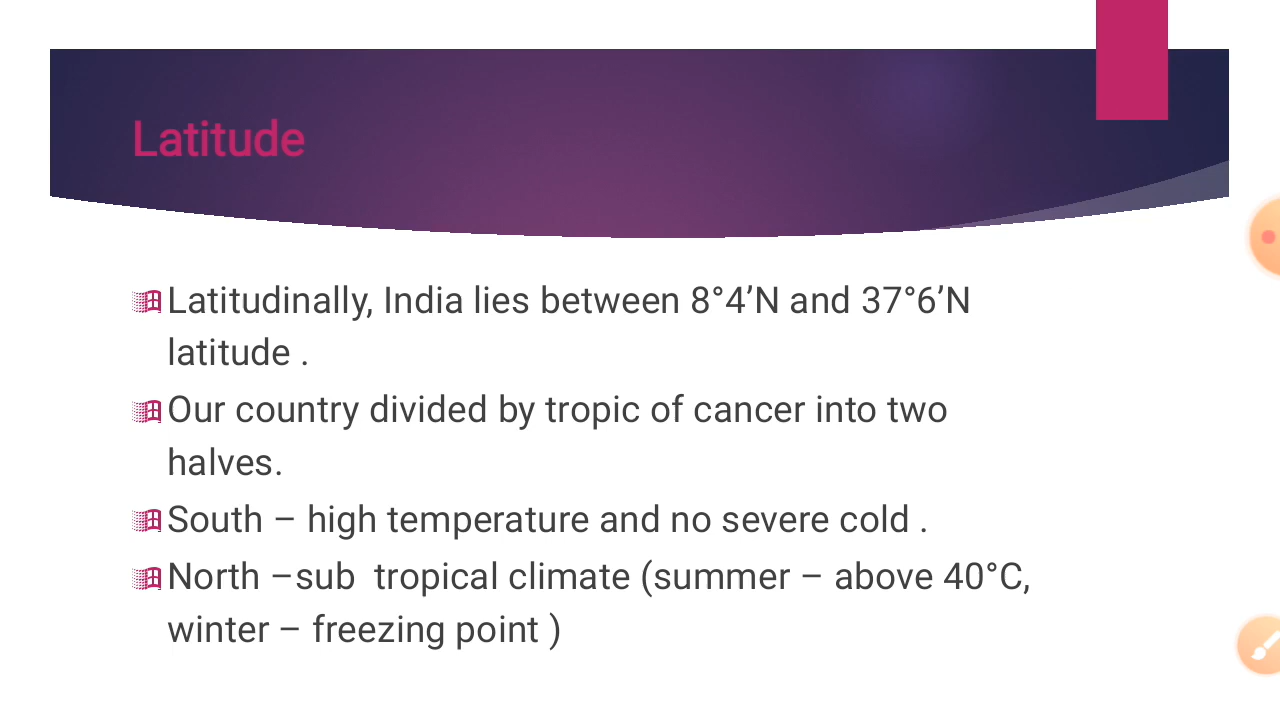 Latitude
Latitudinally, India lies between 8°4’N and 37°6’N
latitude .
Our country divided by tropic of cancer into two
halves.
South – high temperature and no severe cold .
North –sub  tropical climate (summer – above 40°C,
winter – freezing point )